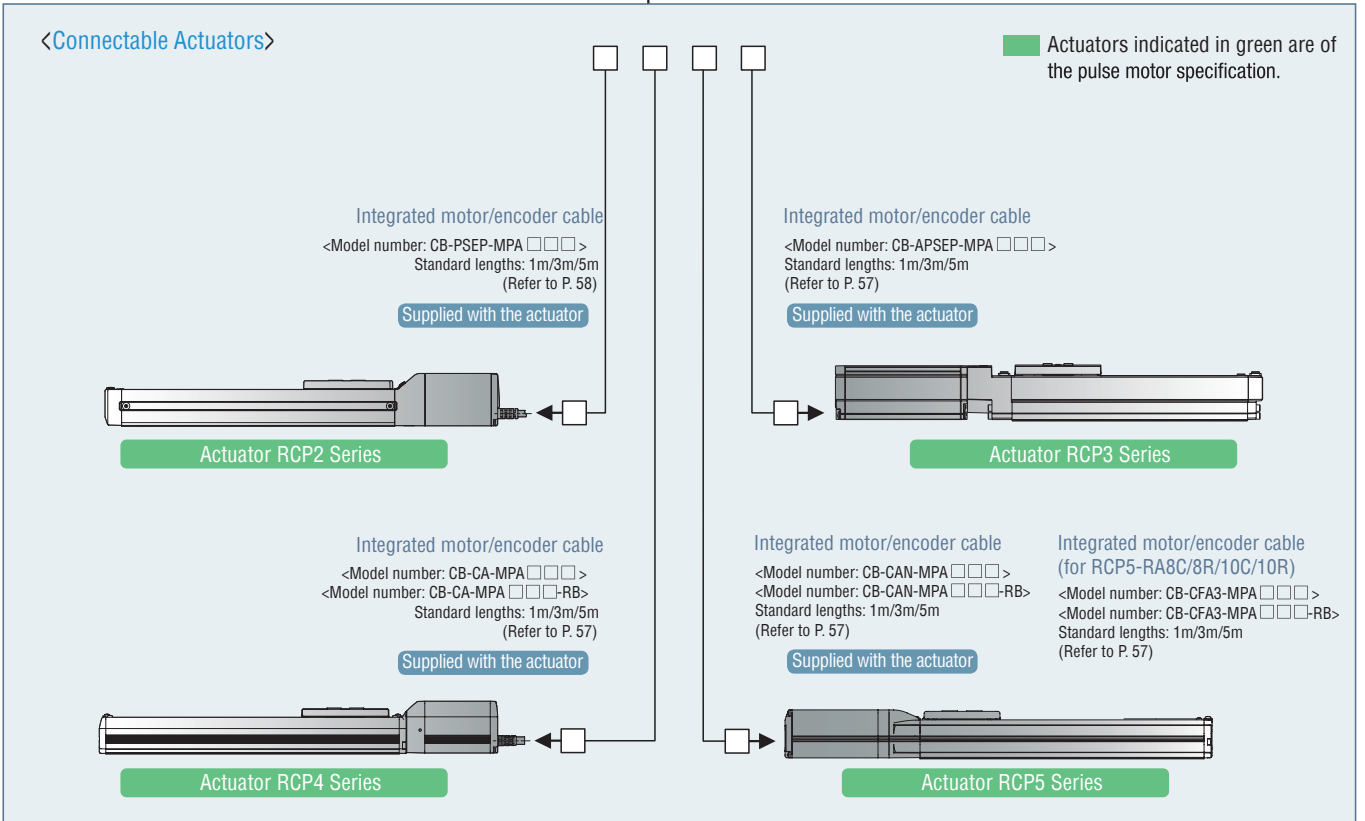 <Connectable Actuators>
Actuators indicated in green are of
the pulse motor specification.
Integrated motor/encoder cable
<Model number: CB-PSEP-MPA □□□>
Standard lengths: 1m/3m/5m
(Refer to P. 58)
Supplied with the actuator
Actuator RCP2 Series
Integrated motor/encoder cable
<Model number: CB-APSEP-MPA □□□>
Standard lengths: 1m/3m/5m
(Refer to P. 57)
Supplied with the actuator
Actuator RCP3 Series
Integrated motor/encoder cable
<Model number: CB-CA-MPA □□□>
<Model number: CB-CA-MPA □□□-RB>
Standard lengths: 1m/3m/5m
(Refer to P. 57)
Supplied with the actuator
Actuator RCP4 Series
Integrated motor/encoder cable
<Model number: CB-CAN-MPA □□□>
<Model number: CB-CAN-MPA □□□-RB>
Standard lengths: 1m/3m/5m
(Refer to P. 57)
Supplied with the actuator
Integrated motor/encoder cable
(for RCP5-RA8C/8R/10C/10R)
<Model number: CB-CFA3-MPA □□□>
<Model number: CB-CFA3-MPA □□□-RB>
Standard lengths: 1m/3m/5m
(Refer to P. 57)
Actuator RCP5 Series